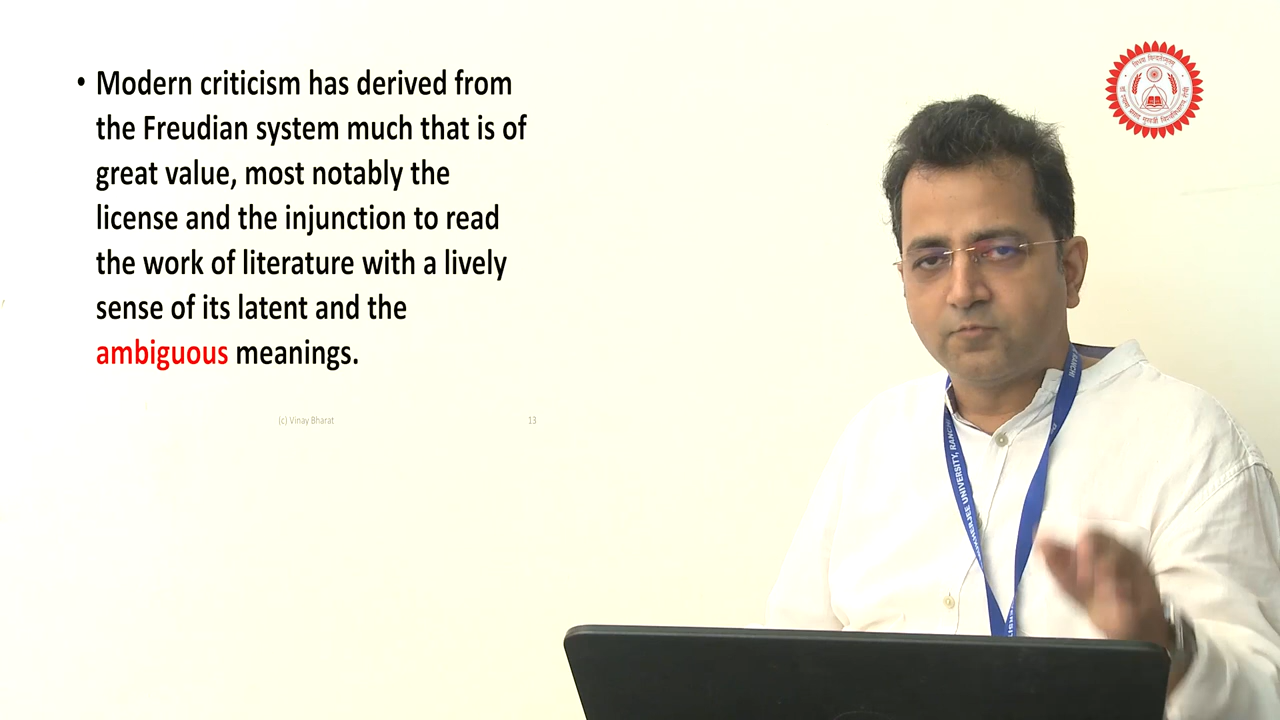 • Modern criticism has derived from
the Freudian system much that is of
great value, most notably the
license and the injunction to read
the work of literature with a lively
sense of its latent and the
ambiguous meanings.
(c) Vinay Bharat
13
UNIVERSITY, RANCHI
RANCHI